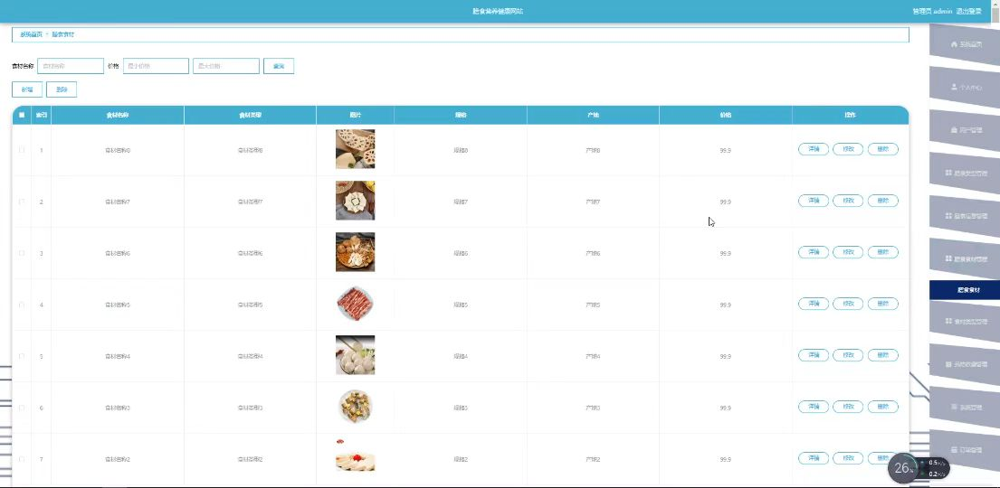 膳食营养健康网站
管理员 admin 退出登录
系统首页 膳食食材
食材名称 食材名称 价格 最小价格 最大价格 查询
新增 删除
索引 食材名称 食材类型 图片 规格 产地 价格 操作
1 食材名称8 食材类型8 规格8 产地8 99.9 详情 修改 删除
2 食材名称7 食材类型7 规格7 产地7 99.9 详情 修改 删除
3 食材名称6 食材类型6 规格6 产地6 99.9 详情 修改 删除
4 食材名称5 食材类型5 规格5 产地5 99.9 详情 修改 删除
5 食材名称4 食材类型4 规格4 产地4 99.9 详情 修改 删除
6 食材名称3 食材类型3 规格3 产地3 99.9 详情 修改 删除
7 食材名称2 食材类型2 规格2 产地2 99.9 详情 修改 删除
系统首页
个人中心
用户管理
膳食类型管理
膳食信息管理
膳食食材管理
膳食食材
食材类型管理
我的收藏管理
系统管理
订单管理
26%
0.5K/s
0.2K/s